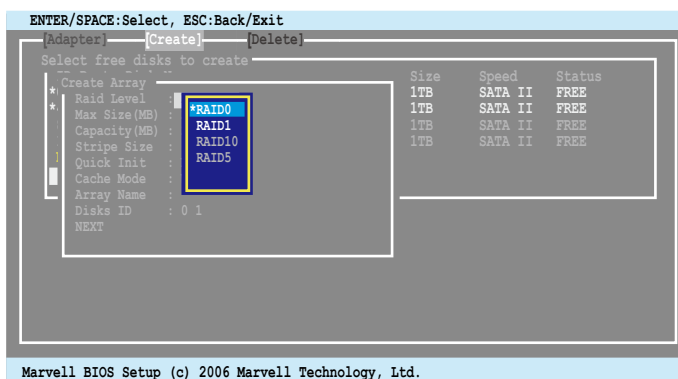 ENTER/SPACE:Select, ESC:Back/Exit
[Adapter] [Create] [Delete]
Select free disks to create
Size Speed Status
Create Array
* 1TB SATA II FREE
* 1TB SATA II FREE
1TB SATA II FREE
1TB SATA II FREE
Raid Level :
Max Size(MB) :
Capacity(MB) :
Stripe Size :
Quick Init :
Cache Mode :
Array Name :
Disks ID : 0 1
NEXT
*RAID0
RAID1
RAID10
RAID5
Marvell BIOS Setup (c) 2006 Marvell Technology, Ltd.